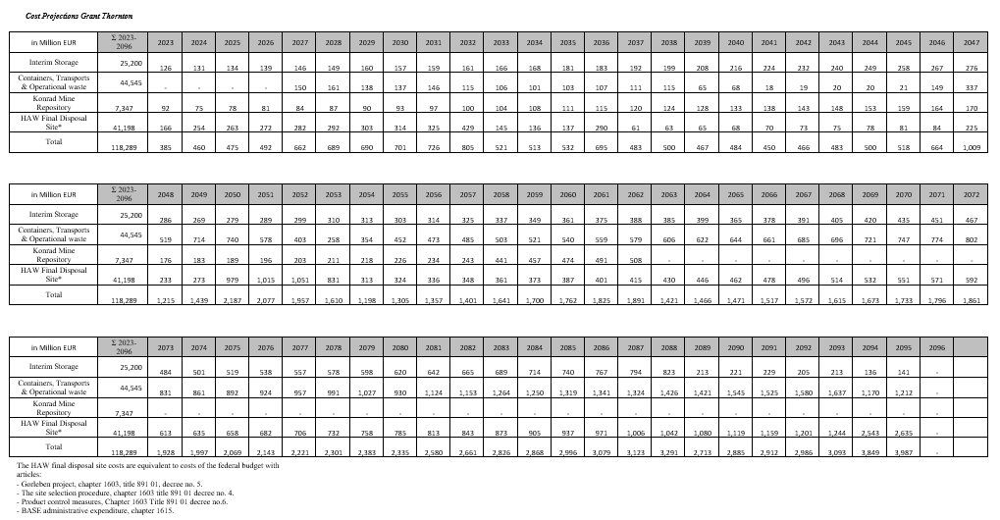 Cost Projections Grant Thornton
in Million EUR Σ 2023-2096 2023 2024 2025 2026 2027 2028 2029 2030 2031 2032 2033 2034 2035 2036 2037 2038 2039 2040 2041 2042 2043 2044 2045 2046 2047
Interim Storage 25,200 126 131 134 139 146 149 160 157 159 161 166 168 181 183 192 199 208 216 224 232 240 249 258 267 276
Containers, Transports & Operational waste 44,545 - - - - 150 161 138 137 146 115 106 101 103 107 111 115 65 68 18 19 20 20 21 149 337
Konrad Mine Repository 7,347 92 75 78 81 84 87 90 93 97 100 104 108 111 115 120 124 128 133 138 143 148 153 159 164 170
HAW Final Disposal Site* 41,198 166 254 263 272 282 292 303 314 325 429 145 136 137 290 61 63 65 68 70 73 75 78 81 84 225
Total 118,289 385 460 475 492 662 689 690 701 726 805 521 513 532 695 483 500 467 484 450 466 483 500 518 664 1,009
in Million EUR Σ 2023-2096 2048 2049 2050 2051 2052 2053 2054 2055 2056 2057 2058 2059 2060 2061 2062 2063 2064 2065 2066 2067 2068 2069 2070 2071 2072
Interim Storage 25,200 286 269 279 289 299 310 313 303 314 325 337 349 361 375 388 385 399 365 378 391 405 420 435 451 467
Containers, Transports & Operational waste 44,545 519 714 740 578 403 258 354 452 473 485 503 521 540 559 579 606 622 644 661 685 696 721 747 774 802
Konrad Mine Repository 7,347 176 183 189 196 203 211 218 226 234 243 441 457 474 491 508 - - - - - - - - - -
HAW Final Disposal Site* 41,198 233 273 979 1,015 1,051 831 313 324 336 348 361 373 387 401 415 430 446 462 478 496 514 532 551 571 592
Total 118,289 1,215 1,439 2,187 2,077 1,957 1,610 1,198 1,305 1,357 1,401 1,641 1,700 1,762 1,825 1,891 1,421 1,466 1,471 1,517 1,572 1,615 1,673 1,733 1,796 1,861
in Million EUR Σ 2023-2096 2073 2074 2075 2076 2077 2078 2079 2080 2081 2082 2083 2084 2085 2086 2087 2088 2089 2090 2091 2092 2093 2094 2095 2096
Interim Storage 25,200 484 501 519 538 557 578 598 620 642 665 689 714 740 767 794 823 213 221 229 205 213 136 141 -
Containers, Transports & Operational waste 44,545 831 861 892 924 957 991 1,027 930 1,124 1,153 1,264 1,250 1,319 1,341 1,324 1,426 1,421 1,545 1,525 1,580 1,637 1,170 1,212 -
Konrad Mine Repository 7,347 - - - - - - - - - - - - - - - - - - - - - - - -
HAW Final Disposal Site* 41,198 613 635 658 682 706 732 758 785 813 843 873 905 937 971 1,006 1,042 1,080 1,119 1,159 1,201 1,244 2,543 2,635 -
Total 118,289 1,928 1,997 2,069 2,143 2,221 2,301 2,383 2,335 2,580 2,661 2,826 2,868 2,996 3,079 3,123 3,291 2,713 2,885 2,912 2,986 3,093 3,849 3,987 -
The HAW final disposal site costs are equivalent to costs of the federal budget with
articles:
- Gorleben project, chapter 1603, title 891 01, decree no. 5.
- The site selection procedure, chapter 1603 title 891 01 decree no. 4.
- Product control measures, Chapter 1603 Title 891 01 decree no.6.
- BASE administrative expenditure, chapter 1615.